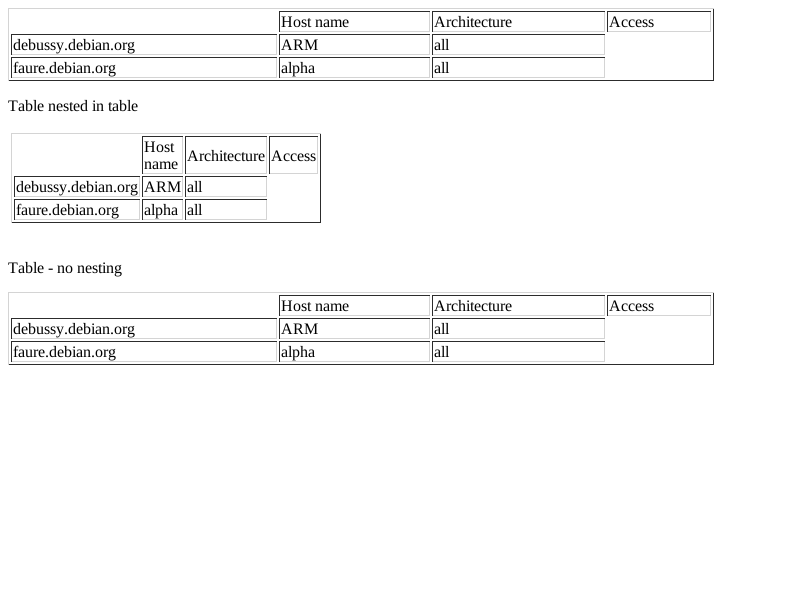 Host name Architecture Access
debussy.debian.org ARM all
faure.debian.org alpha all
Table nested in table
Host
name Architecture Access
debussy.debian.org ARM all
faure.debian.org alpha all
Table - no nesting
Host name Architecture Access
debussy.debian.org ARM all
faure.debian.org alpha all